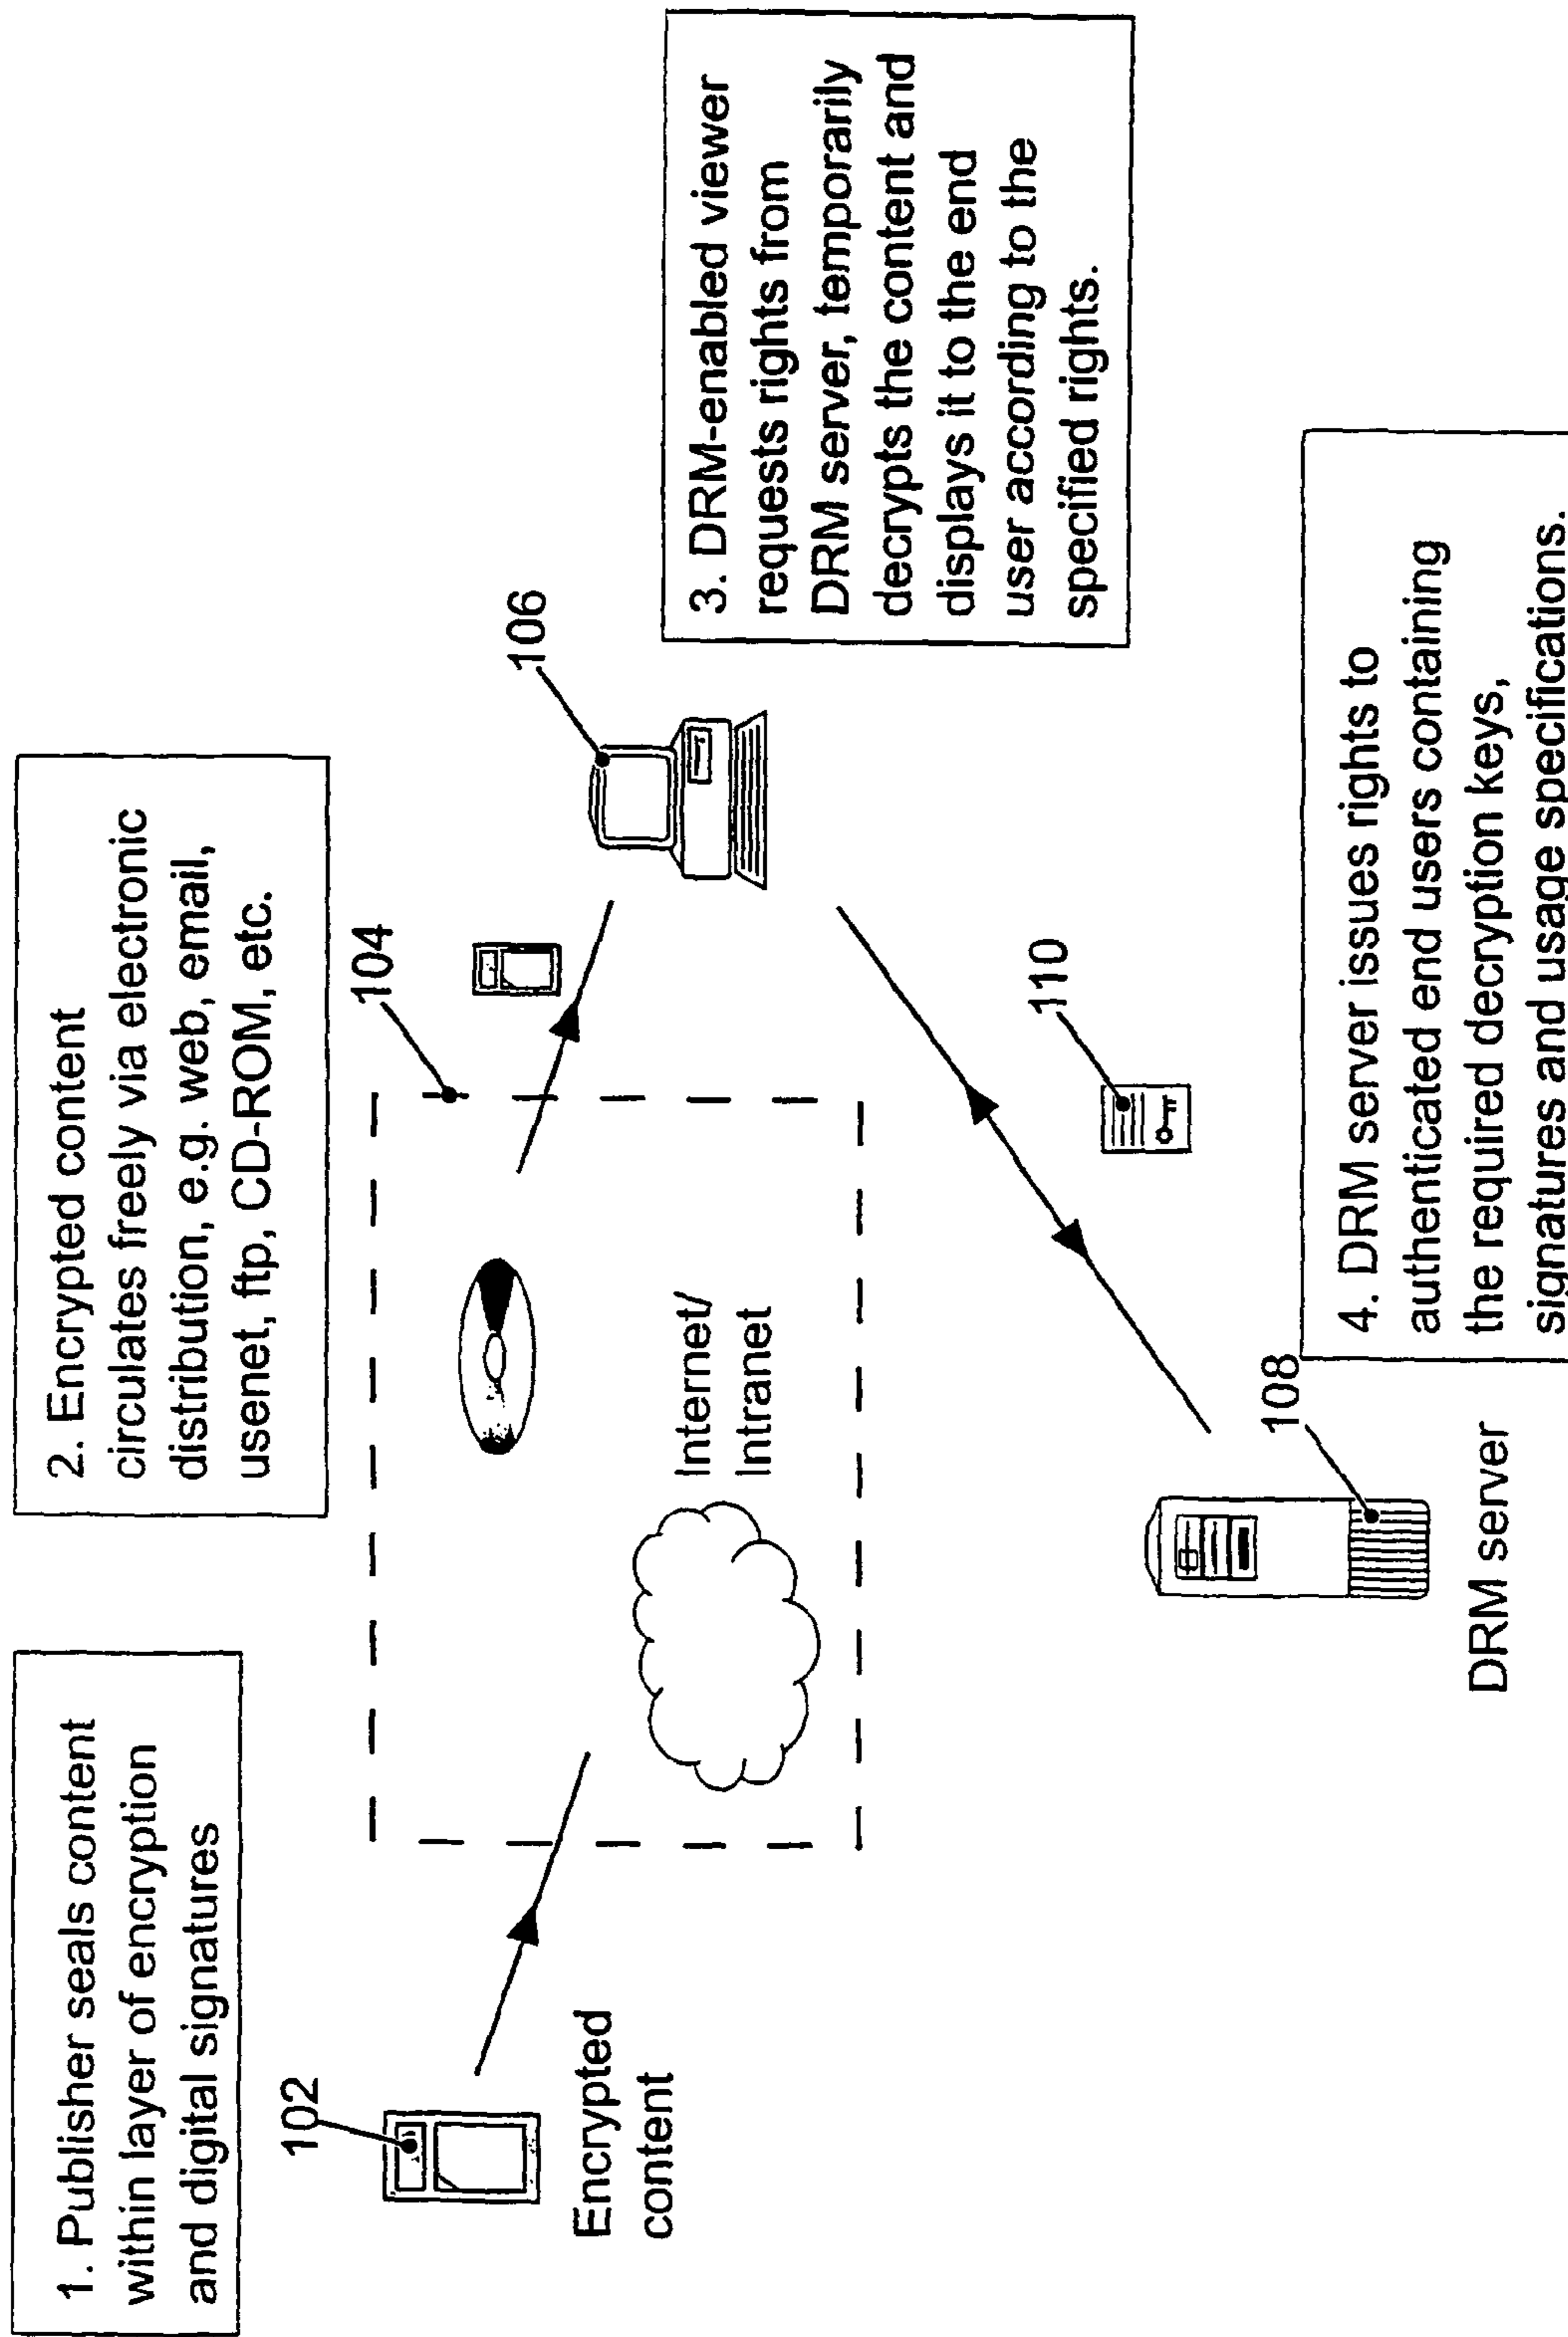 1. Publisher seals content
within layer of encryption
and digital signatures
2. Encrypted content
circulates freely via electronic
distribution, e.g. web, email,
usenet, ftp, CD-ROM, etc.
102
104
Encrypted
content
Internet/
Intranet
106
3. DRM-enabled viewer
requests rights from
DRM server, temporarily
decrypts the content and
displays it to the end
user according to the
specified rights.
110
108
DRM server
4. DRM server issues rights to
authenticated end users containing
the required decryption keys,
signatures and usage specifications.